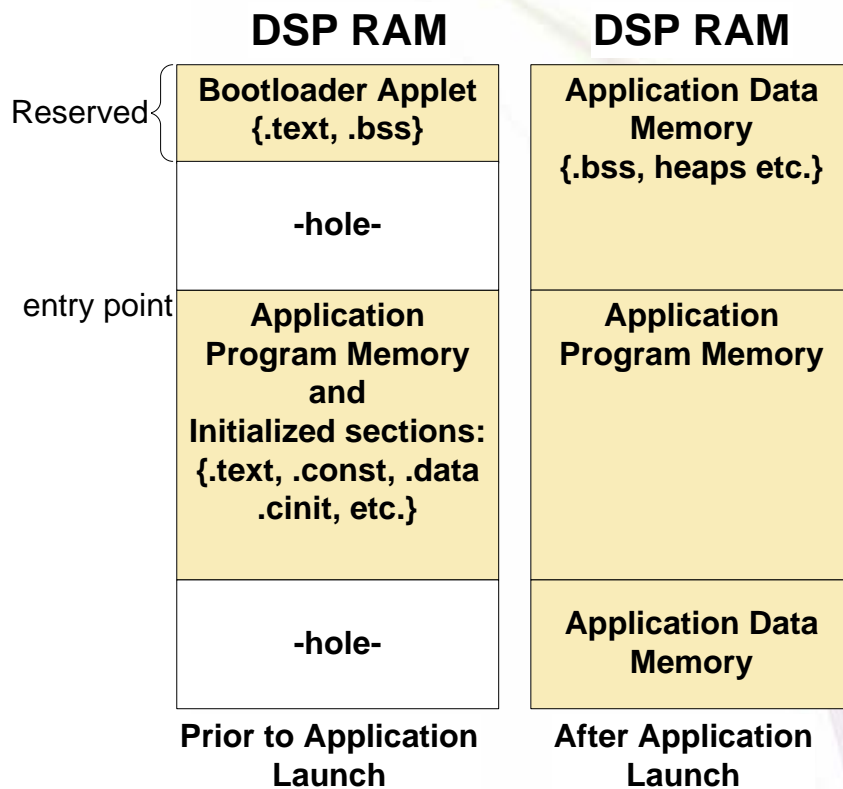 DSP RAM
Reserved
Bootloader Applet
{.text, .bss}
-hole-
entry point
Application
Program Memory
and
Initialized sections:
{.text, .const, .data
.cinit, etc.}
-hole-
Prior to Application
Launch
DSP RAM
Application Data
Memory
{.bss, heaps etc.}
Application
Program Memory
Application Data
Memory
After Application
Launch